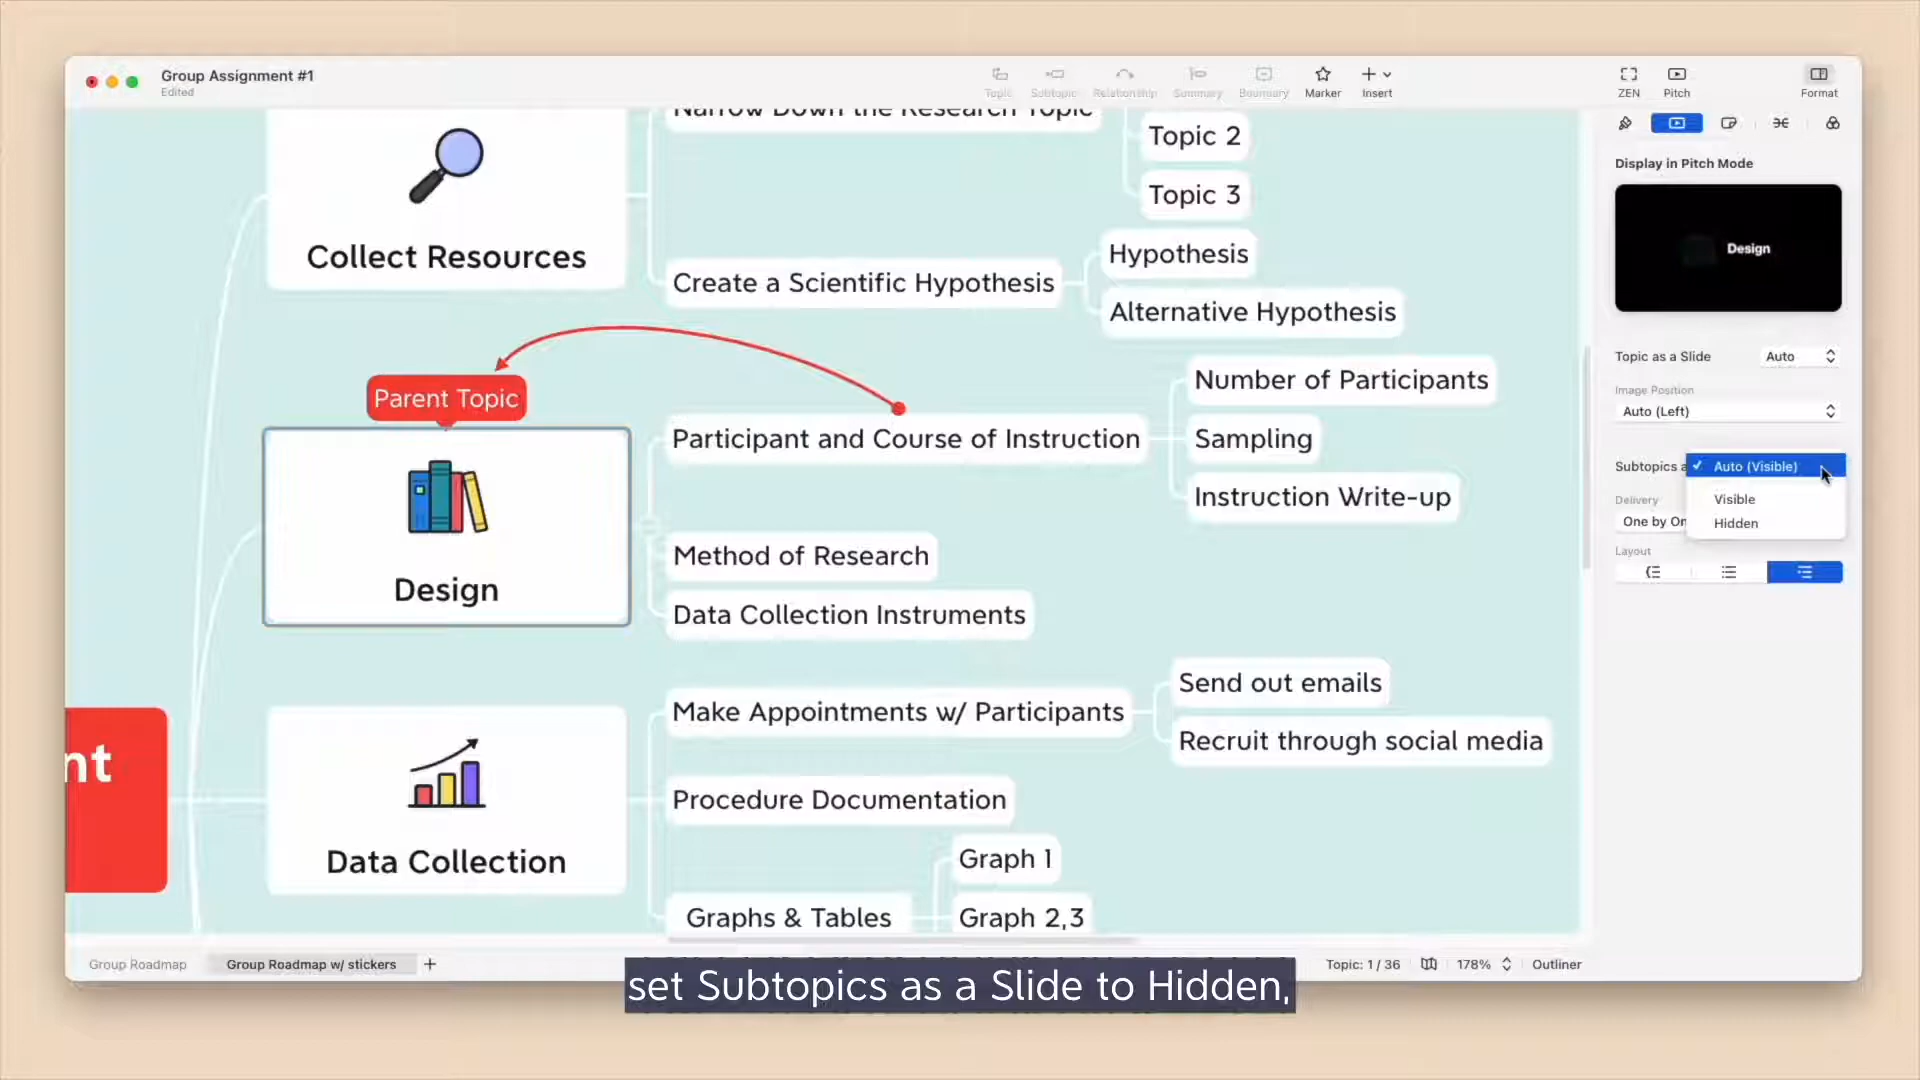 Group Assignment #1
Edited
Topic
Subtopic
Relationship
Summary
Boundary
Marker
Insert
ZEN
Pitch
Format
Narrow Down the Research Topic
Topic 2
Topic 3
Collect Resources
Create a Scientific Hypothesis
Hypothesis
Alternative Hypothesis
Parent Topic
Design
Participant and Course of Instruction
Number of Participants
Sampling
Instruction Write-up
Method of Research
Data Collection Instruments
nt
Data Collection
Make Appointments w/ Participants
Send out emails
Recruit through social media
Procedure Documentation
Graphs & Tables
Graph 1
Graph 2,3
Display in Pitch Mode
Design
Topic as a Slide Auto
Image Position
Auto (Left)
Subtopics a
✓ Auto (Visible)
Visible
Hidden
Delivery
One by On
Layout
Group Roadmap
Group Roadmap w/ stickers +
Topic: 1 / 36
178%
Outliner
set Subtopics as a Slide to Hidden,